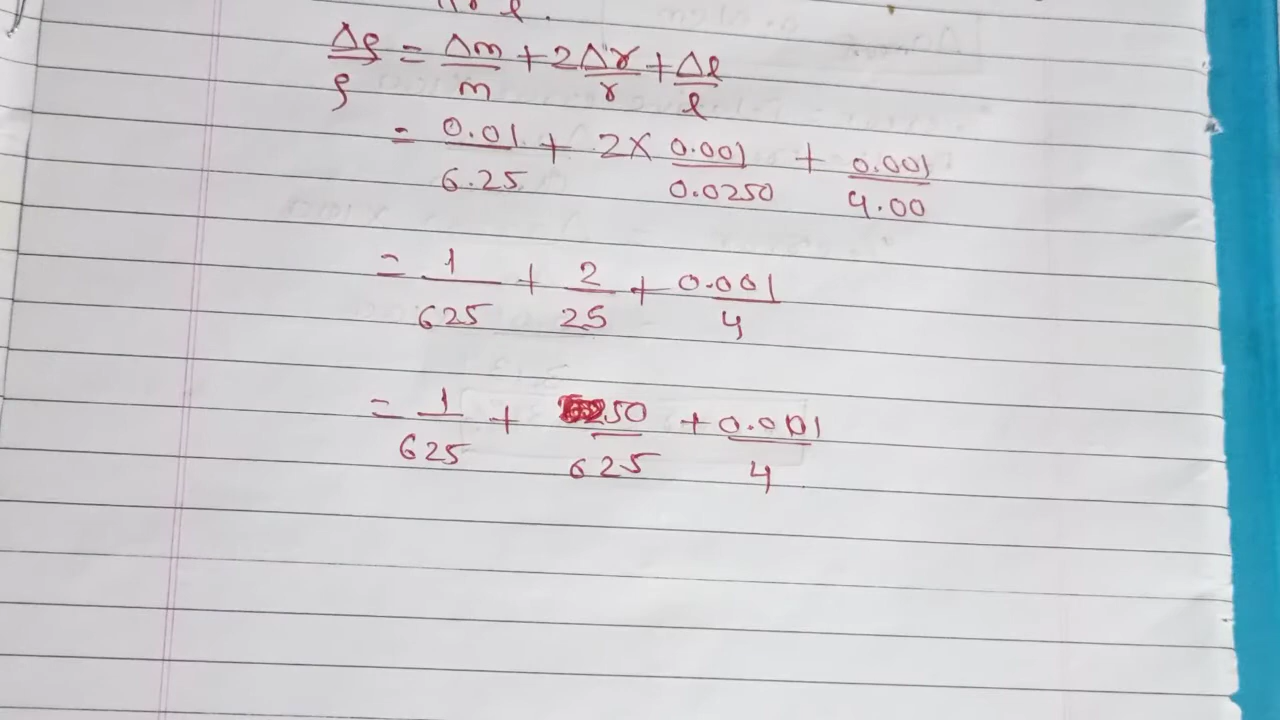 Δρ/ρ = Δm/m + 2Δr/r + Δl/l
= 0.01/6.25 + 2× 0.001/0.0250 + 0.001/4.00
= 1/625 + 2/25 + 0.001/4
= 1/625 + 50/625 + 0.001/4